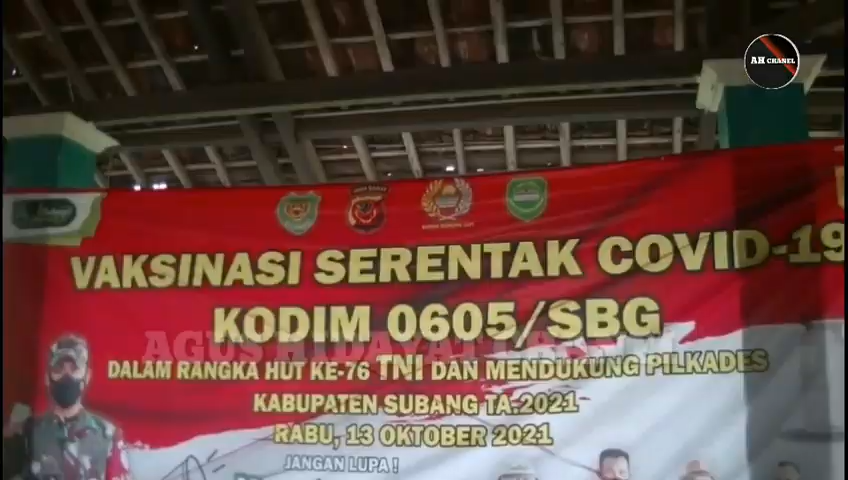 AH CHANEL
VAKSINASI SERENTAK COVID-19
KODIM 0605/SBG
DALAM RANGKA HUT KE-76 TNI DAN MENDUKUNG PILKADES
KABUPATEN SUBANG TA.2021
RABU, 13 OKTOBER 2021
JANGAN LUPA !